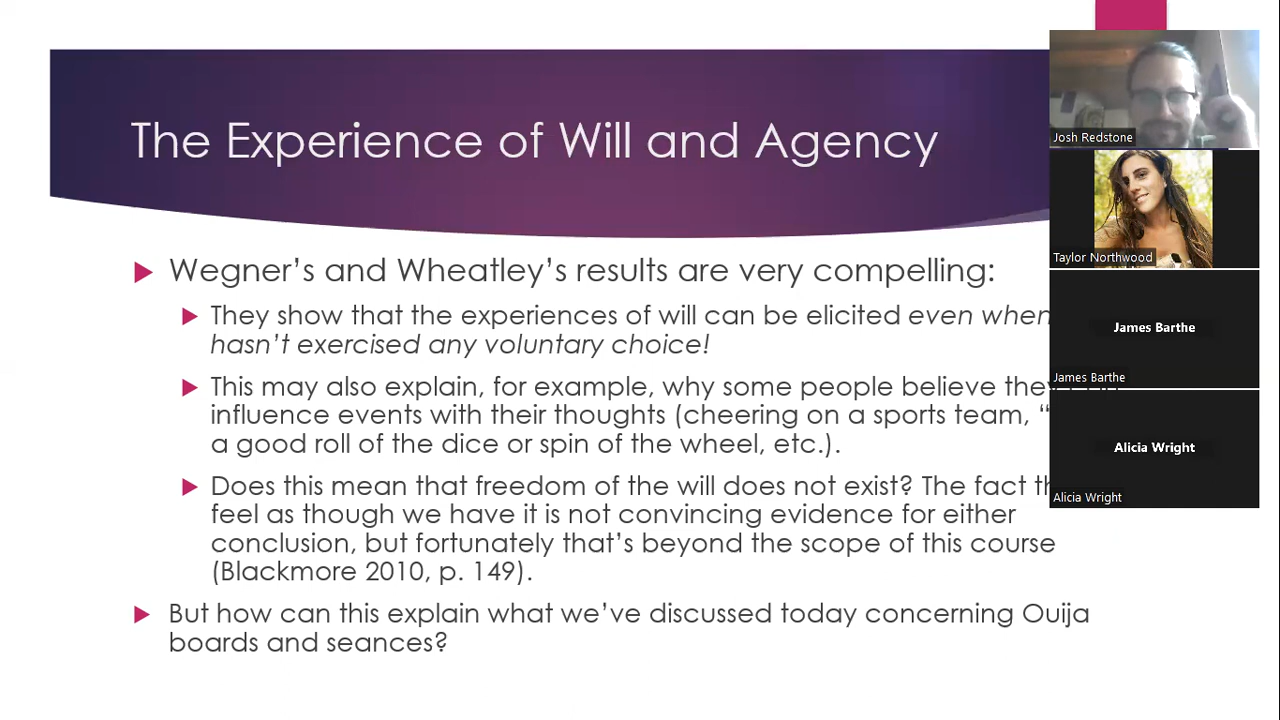 The Experience of Will and Agency
Wegner’s and Wheatley’s results are very compelling:
They show that the experiences of will can be elicited even when
hasn’t exercised any voluntary choice!
This may also explain, for example, why some people believe they
influence events with their thoughts (cheering on a sports team, “
a good roll of the dice or spin of the wheel, etc.).
Does this mean that freedom of the will does not exist? The fact
feel as though we have it is not convincing evidence for either
conclusion, but fortunately that’s beyond the scope of this course
(Blackmore 2010, p. 149).
But how can this explain what we’ve discussed today concerning Ouija
boards and seances?
Josh Redstone
Taylor Northwood
James Barthe
James Barthe
Alicia Wright
Alicia Wright